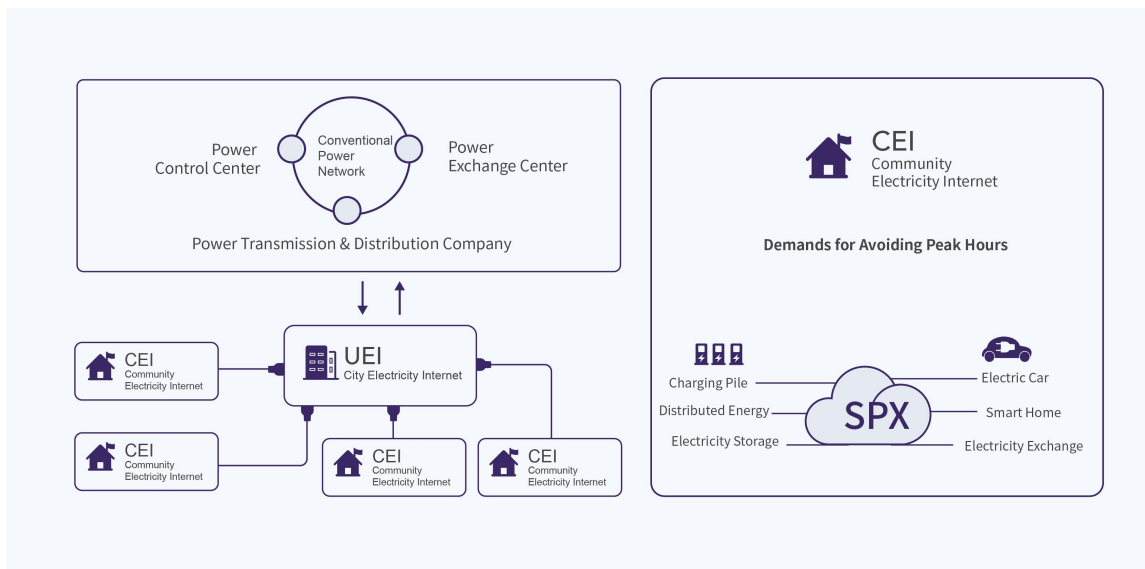 Power
Control Center
Conventional
Power
Network
Power
Exchange Center
Power Transmission & Distribution Company
UEI
City Electricity Internet
CEI
Community
Electricity Internet
CEI
Community
Electricity Internet
CEI
Community
Electricity Internet
CEI
Community
Electricity Internet
CEI
Community
Electricity Internet
Demands for Avoiding Peak Hours
Charging Pile
Distributed Energy
Electricity Storage
SPX
Electric Car
Smart Home
Electricity Exchange